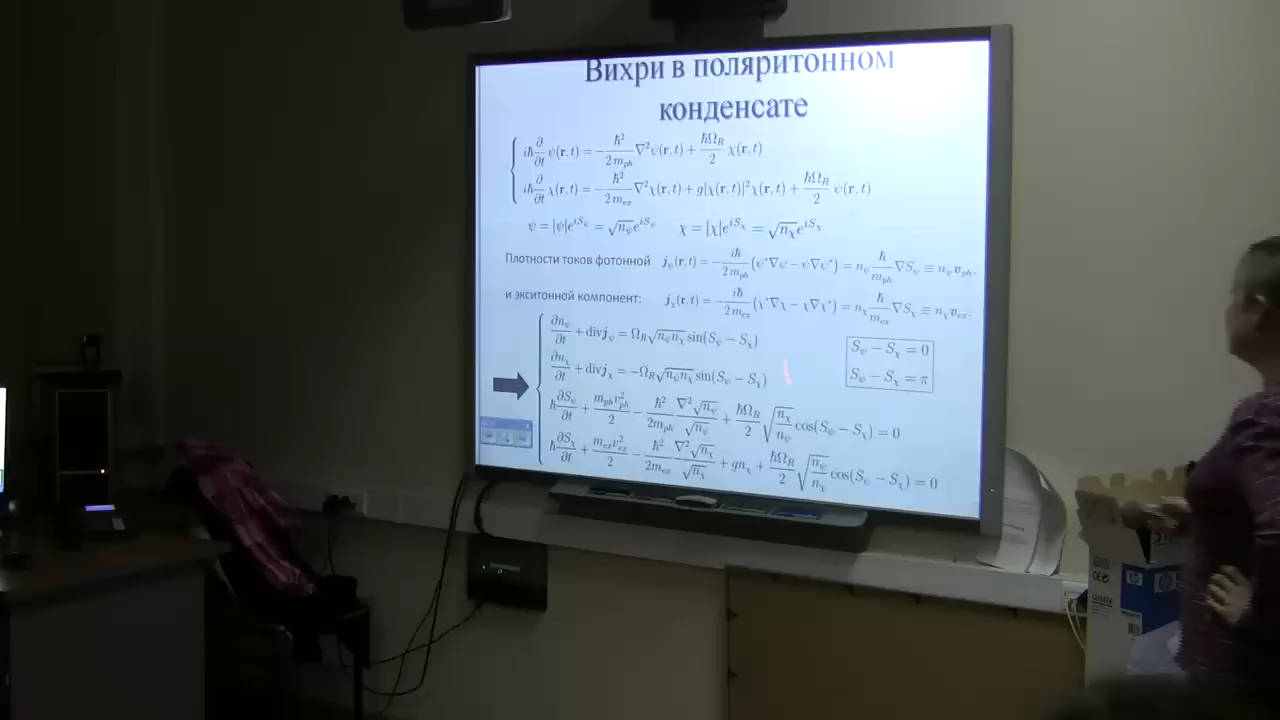 Вихри в поляритонном
конденсате
iħ ∂/∂t ψ(r, t) = −ħ²/2m_ph ∇²ψ(r, t) + ħΩ_R/2 χ(r, t)
iħ ∂/∂t χ(r, t) = −ħ²/2m_ex ∇²χ(r, t) + g|χ(r, t)|²χ(r, t) + ħΩ_R/2 ψ(r, t)
ψ = |ψ|e^{iS_ψ} = √n_ψ e^{iS_ψ} χ = |χ|e^{iS_χ} = √n_χ e^{iS_χ}
Плотности токов фотонной j_ψ(r, t) = −iħ/2m_ph (ψ*∇ψ − ψ∇ψ*) = n_ψ ħ/m_ph ∇S_ψ ≡ n_ψ v_ph,
и экситонной компонент: j_χ(r, t) = −iħ/2m_ex (χ*∇χ − χ∇χ*) = n_χ ħ/m_ex ∇S_χ ≡ n_χ v_ex.
∂n_ψ/∂t + div j_ψ = Ω_R √(n_ψ n_χ) sin(S_ψ − S_χ)
∂n_χ/∂t + div j_χ = −Ω_R √(n_ψ n_χ) sin(S_ψ − S_χ)
S_ψ − S_χ = 0
S_ψ − S_χ = π
ħ ∂S_ψ/∂t + m_ph v²_ph/2 − ħ²/2m_ph ∇²√n_ψ/√n_ψ + ħΩ_R/2 √(n_χ/n_ψ) cos(S_ψ − S_χ) = 0
ħ ∂S_χ/∂t + m_ex v²_ex/2 − ħ²/2m_ex ∇²√n_χ/√n_χ + gn_χ + ħΩ_R/2 √(n_ψ/n_χ) cos(S_ψ − S_χ) = 0
hp